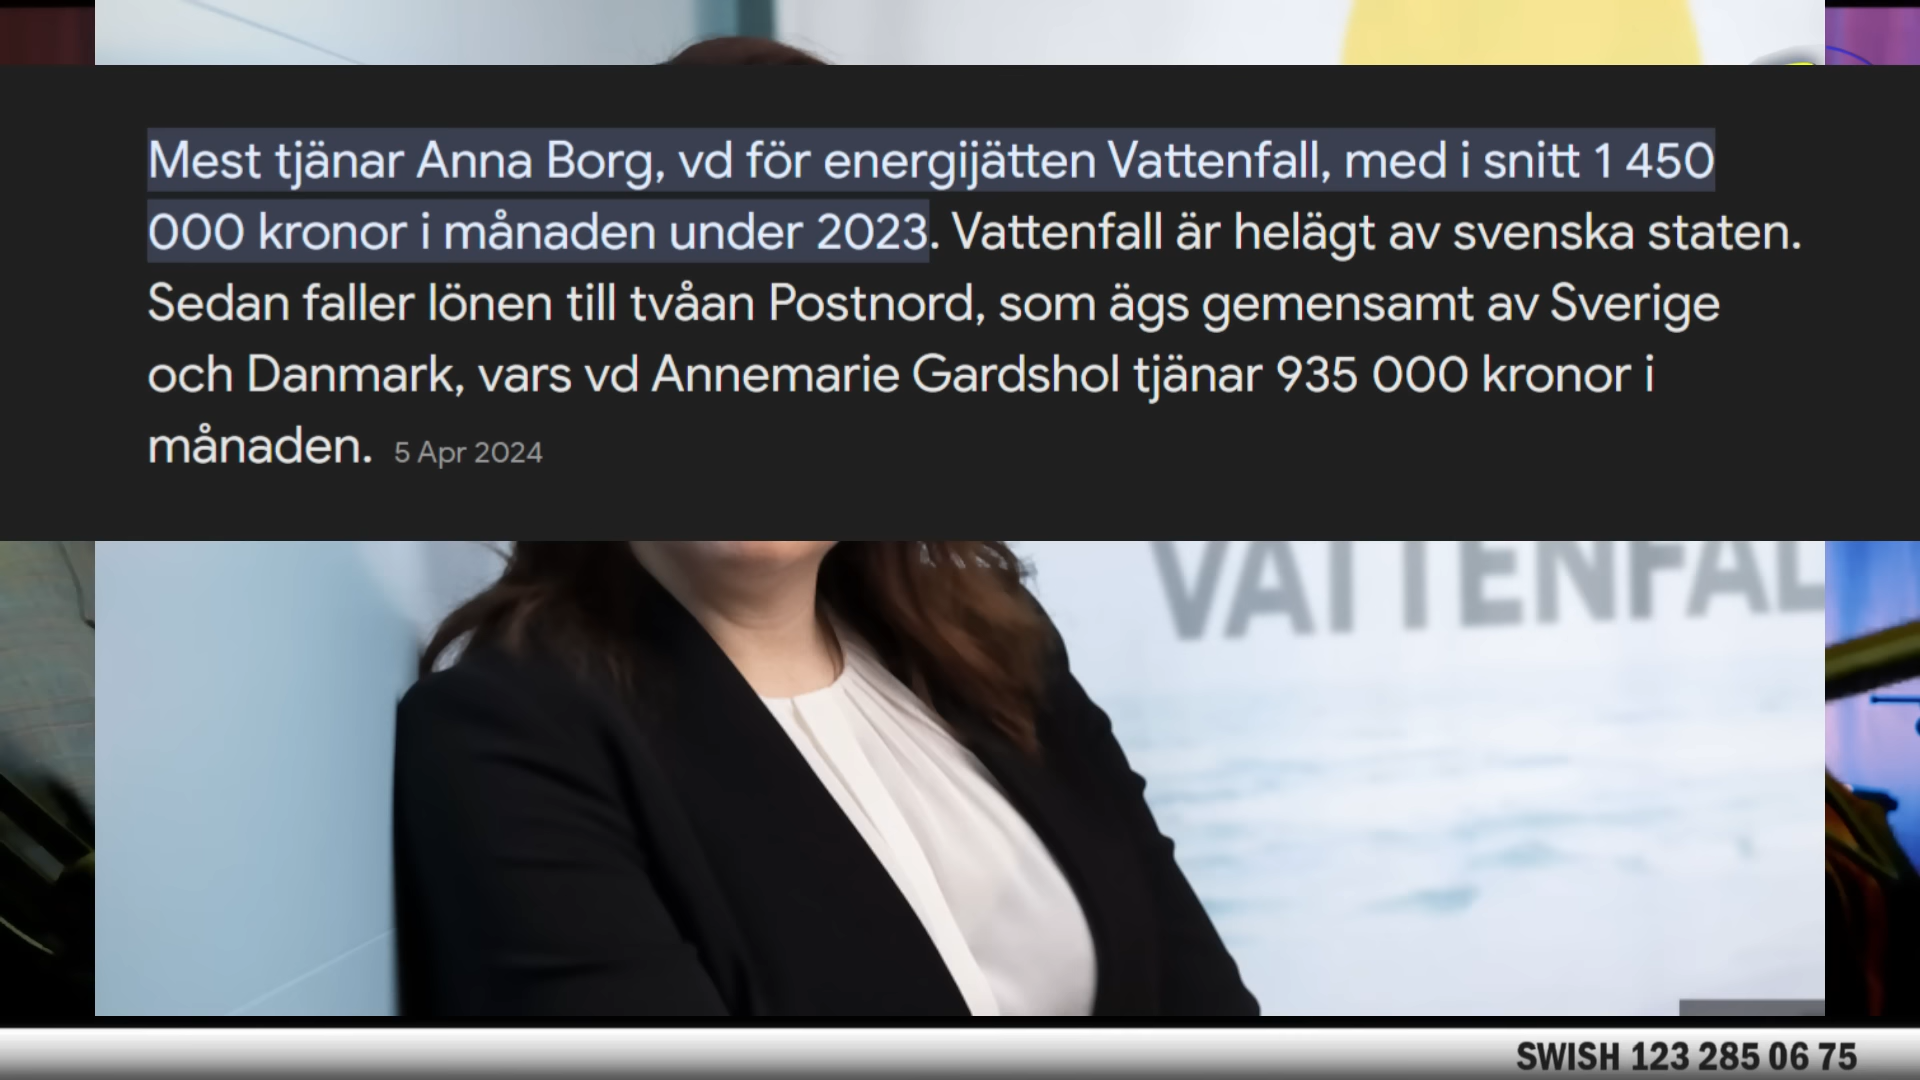 Mest tjänar Anna Borg, vd för energijätten Vattenfall, med i snitt 1 450
000 kronor i månaden under 2023. Vattenfall är helägt av svenska staten.
Sedan faller lönen till tvåan Postnord, som ägs gemensamt av Sverige
och Danmark, vars vd Annemarie Gardshol tjänar 935 000 kronor i
månaden. 5 Apr 2024
VATTENFAL
SWISH 123 285 06 75